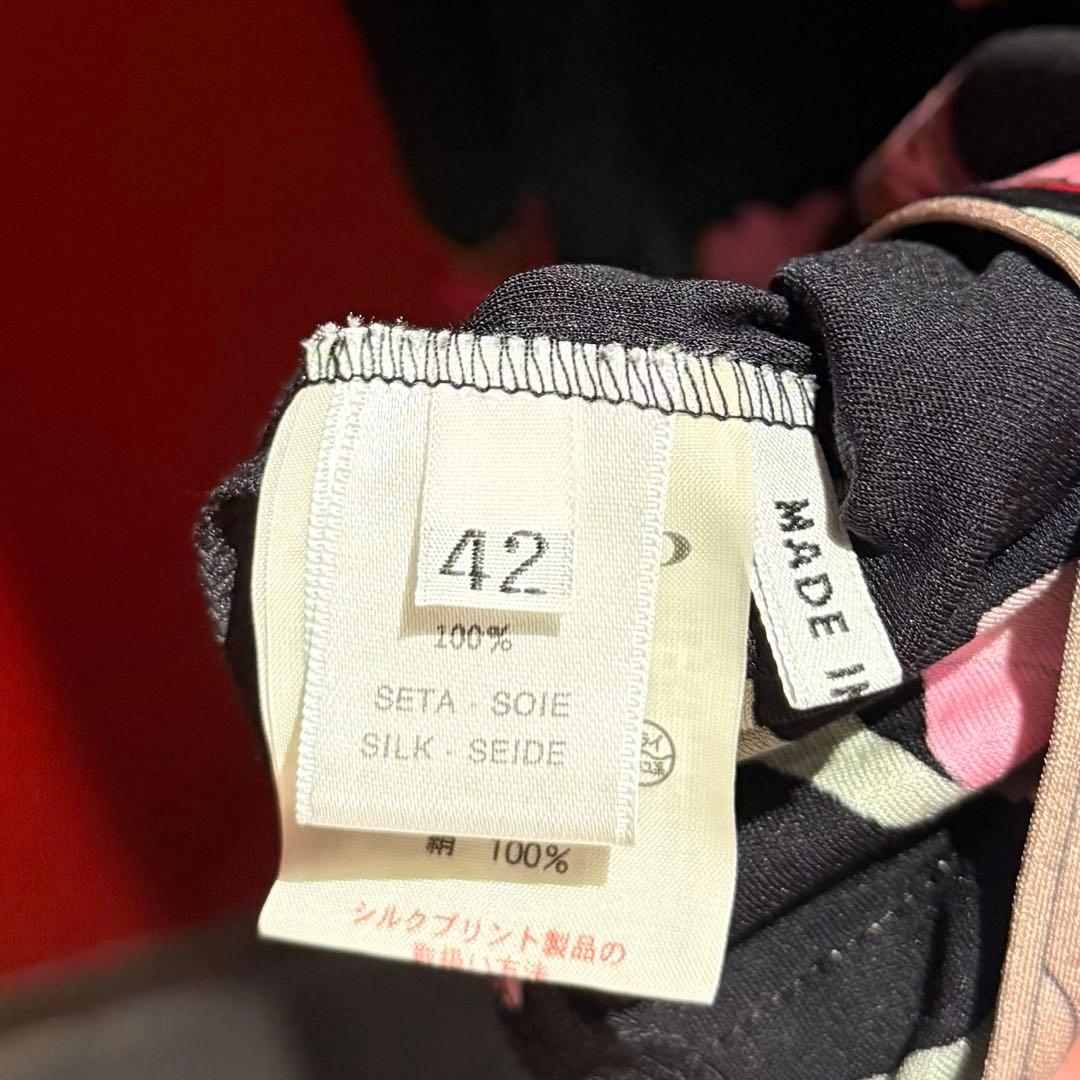 42
100%
SETA - SOIE
SILK - SEIDE
MADE IN
絹 100%
シルクプリント製品の
取扱い方法